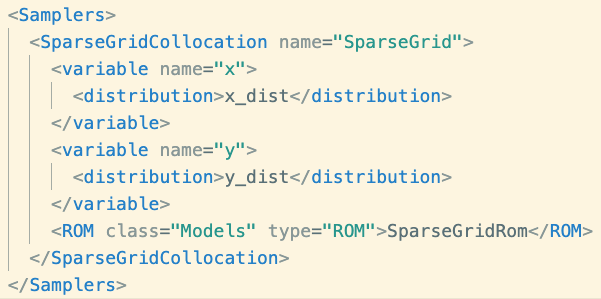 <Samplers>
  <SparseGridCollocation name="SparseGrid">
    <variable name="x">
      <distribution>x_dist</distribution>
    </variable>
    <variable name="y">
      <distribution>y_dist</distribution>
    </variable>
    <ROM class="Models" type="ROM">SparseGridRom</ROM>
  </SparseGridCollocation>
</Samplers>